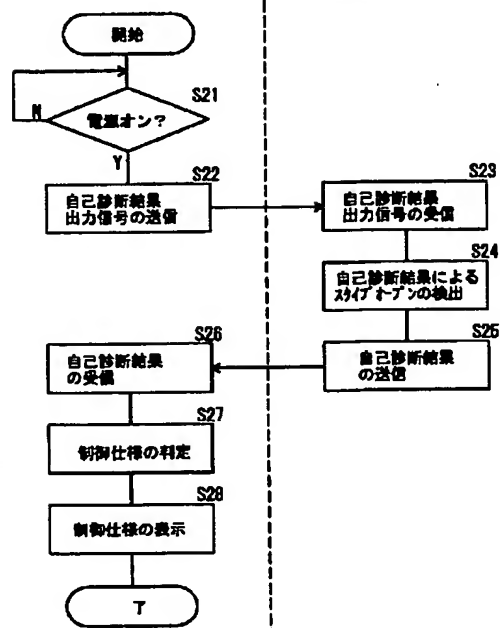 開始
S21
N
電源オン?
Y
S22
自己診断結果
出力信号の送信
S23
自己診断結果
出力信号の受信
S24
自己診断結果による
スタイプオープンの検出
S25
自己診断結果
の送信
S26
自己診断結果
の受信
S27
制御仕様の判定
S28
制御仕様の表示
了